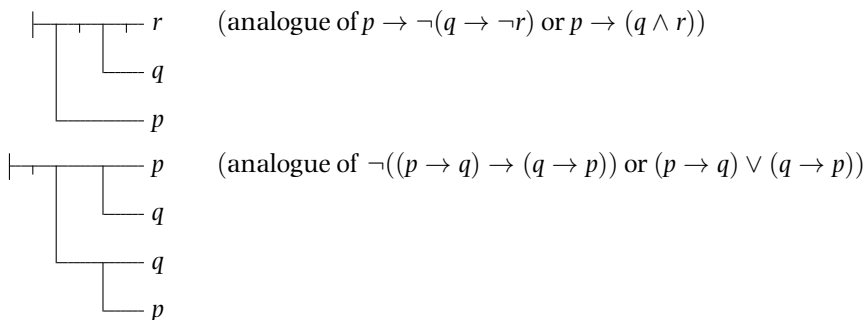 r (analogue of p → ¬(q → ¬r) or p → (q ∧ r))
q
p
p (analogue of ¬((p → q) → (q → p)) or (p → q) ∨ (q → p))
q
q
p